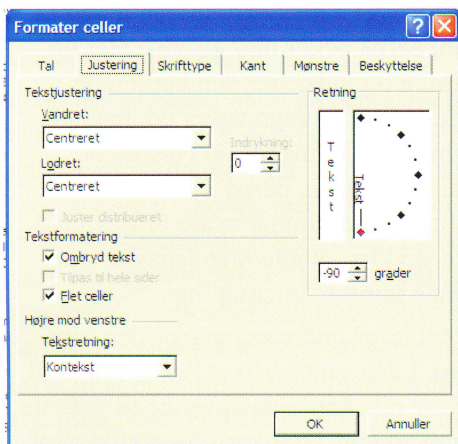 Formater celler
Tal Justering Skrifttype Kant Mønstre Beskyttelse
Tekstjustering
Vandret:
Centreret
Indrykning:
0
Lodret:
Centreret
Juster distribueret
Tekstformatering
Ombryd tekst
Tilpas til hele sider
Flet celler
Højre mod venstre
Tekstretning:
Kontekst
Retning
Tekst
Tekst
-90 grader
OK Annuller